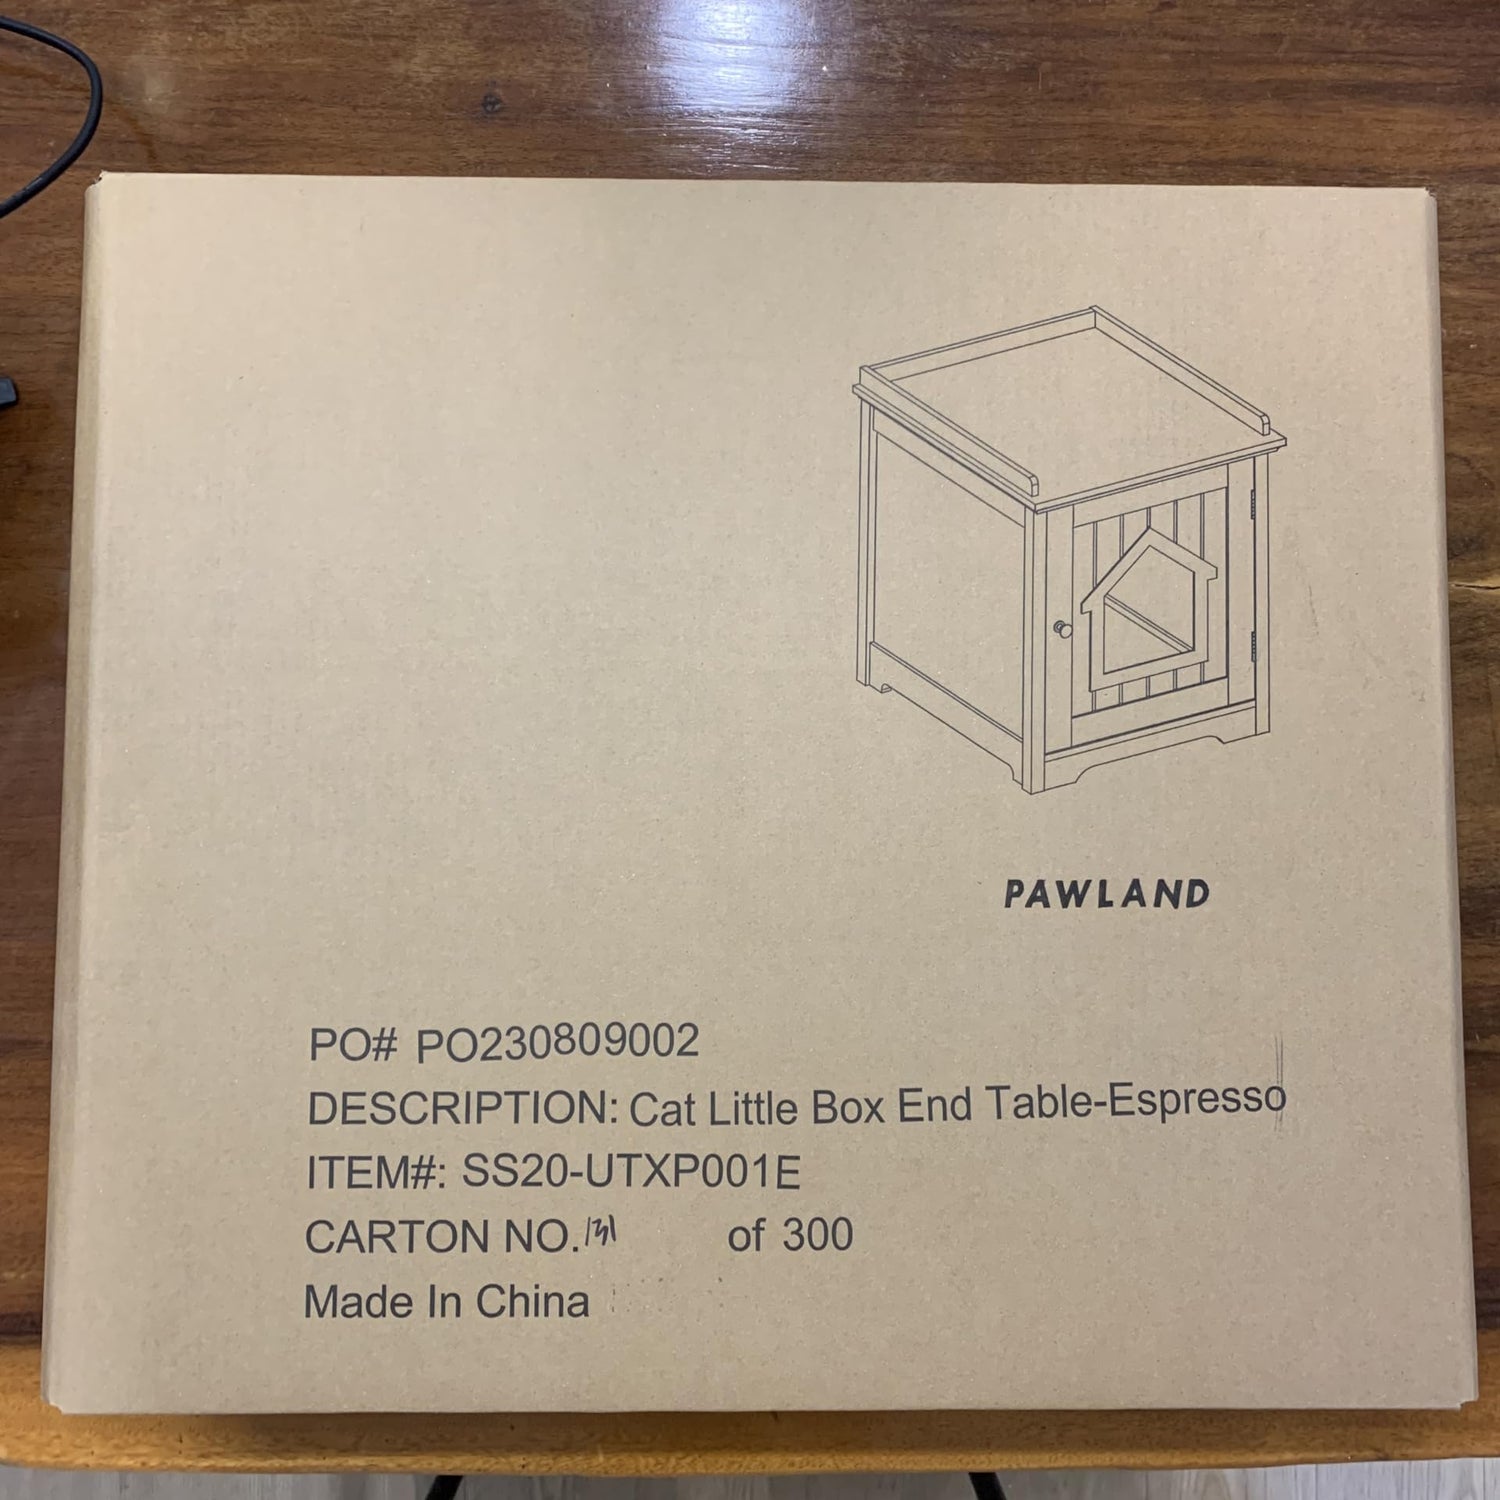 PAWLAND
PO# PO230809002
DESCRIPTION: Cat Little Box End Table-Espresso
ITEM#: SS20-UTXP001E
CARTON NO. 131 of 300
Made In China